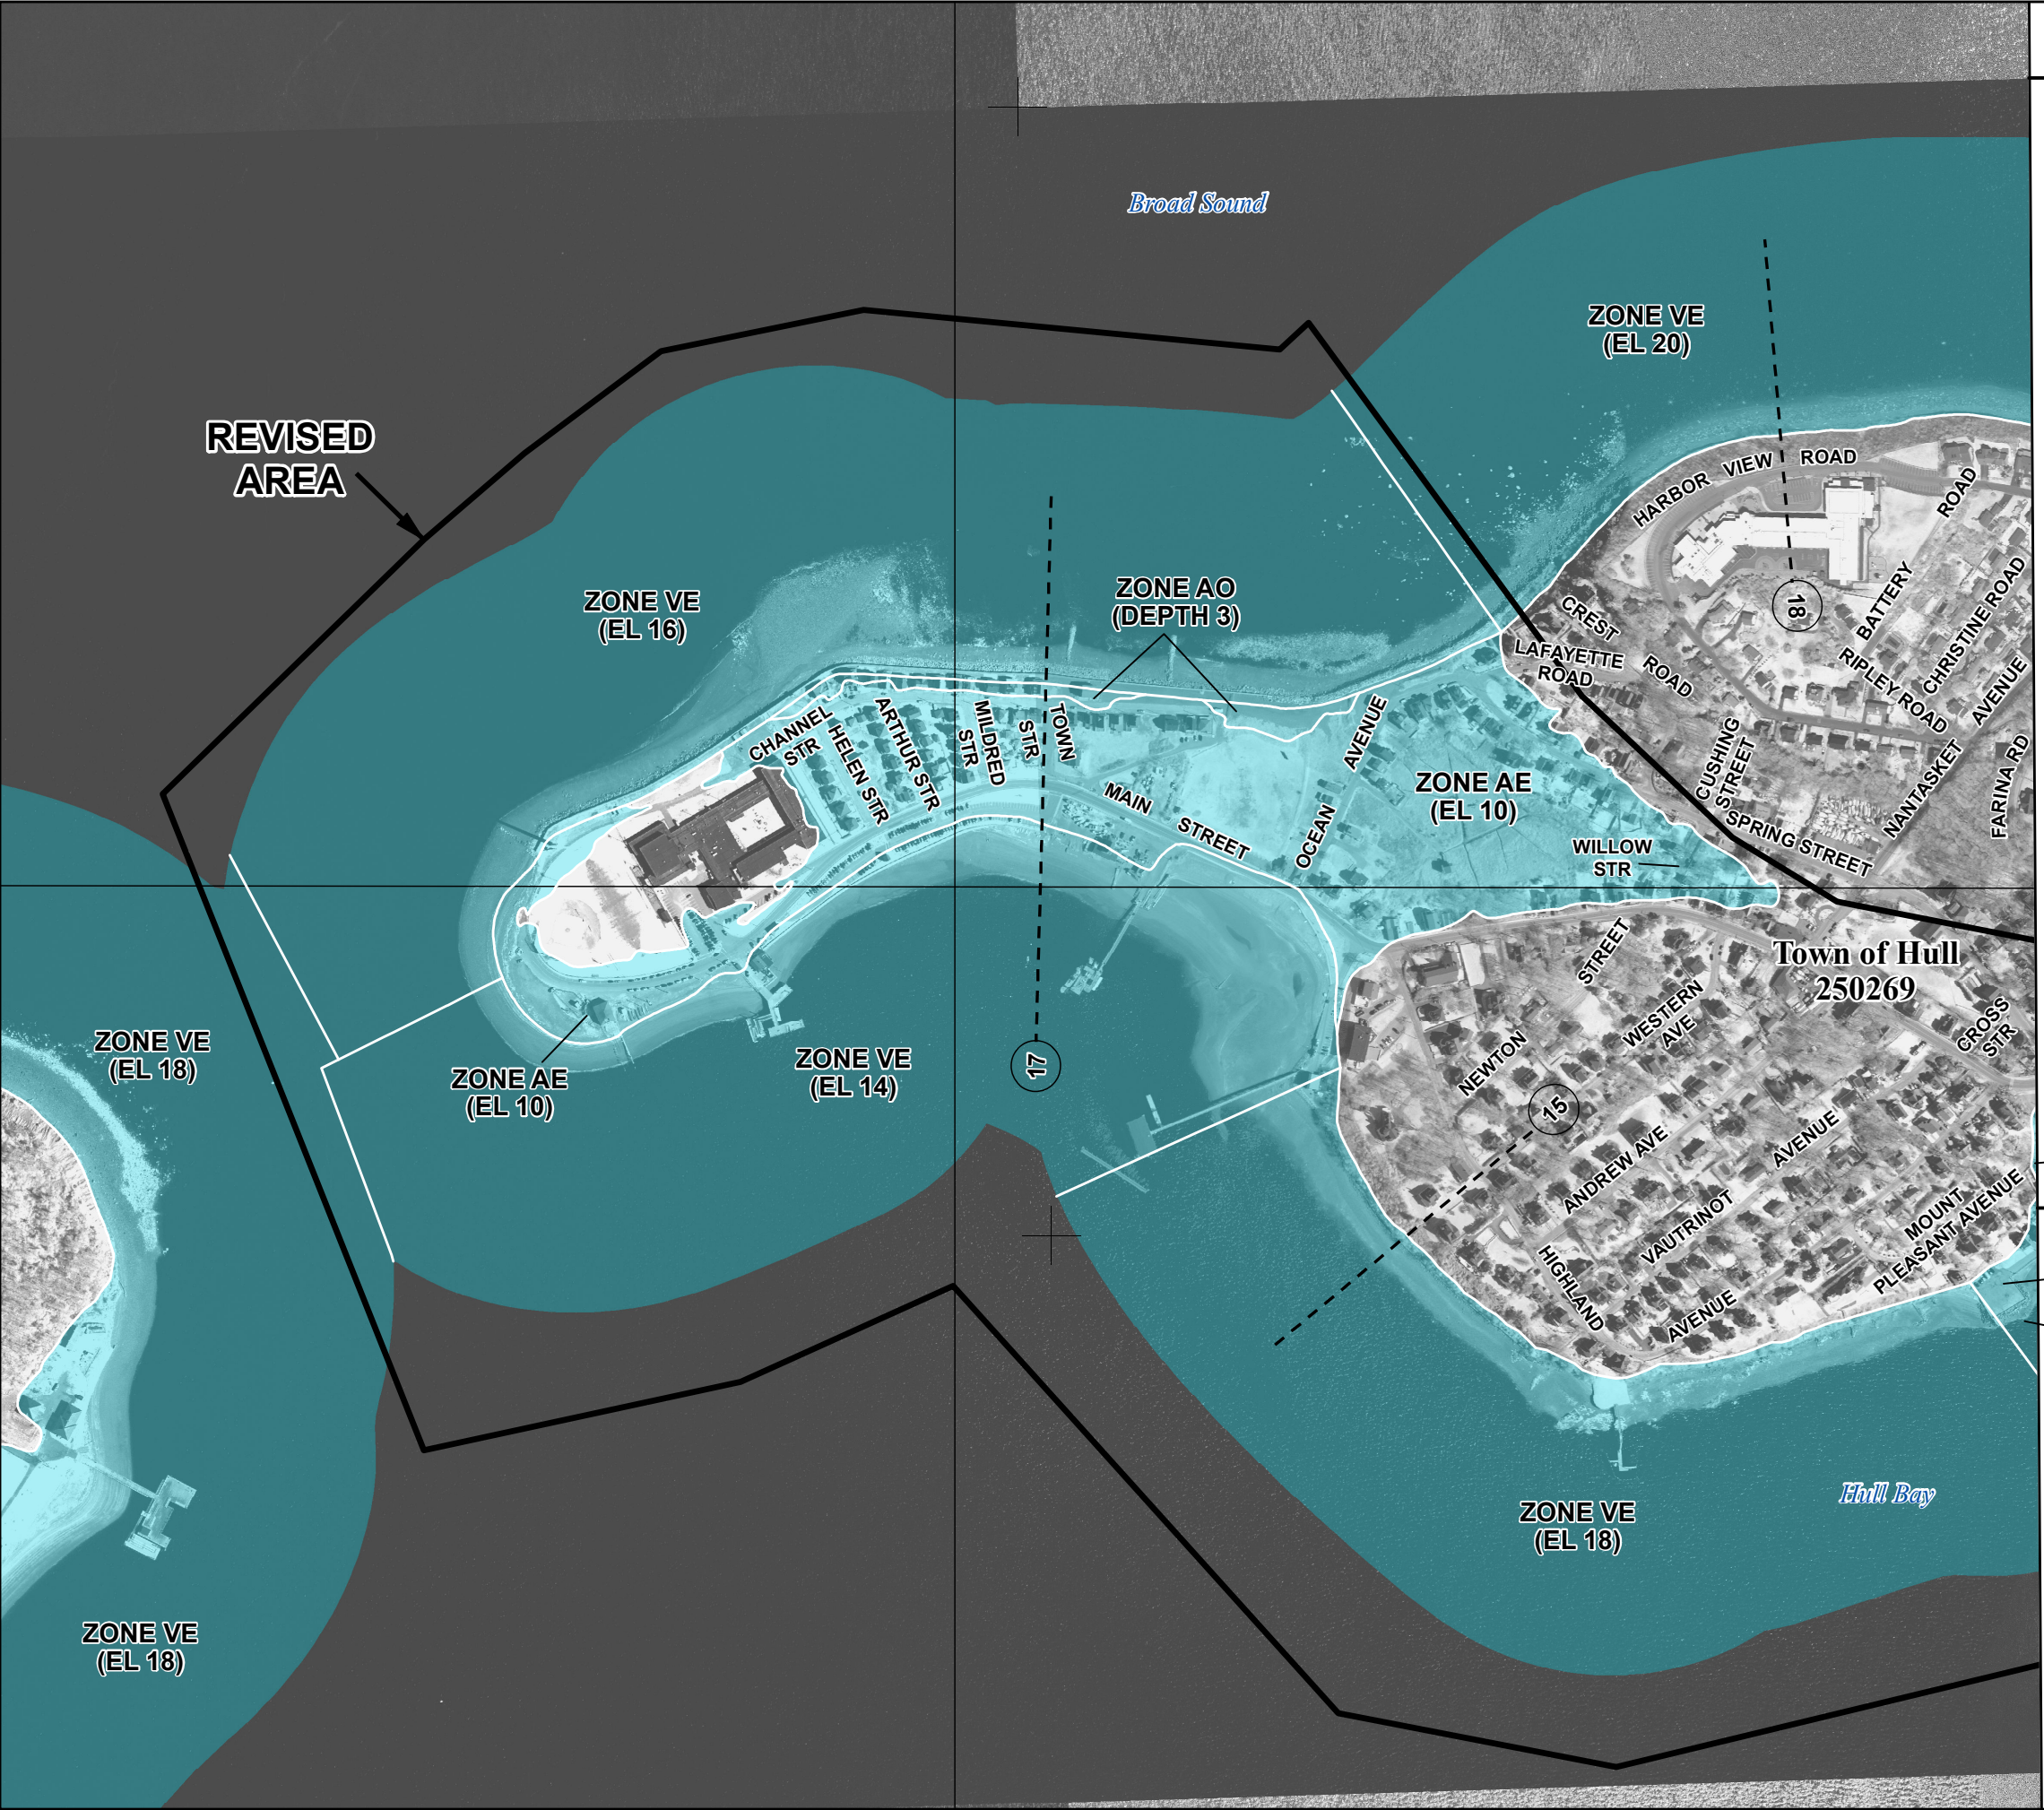 Broad Sound
ZONE VE
(EL 20)
REVISED
AREA
HARBOR VIEW ROAD
ROAD
ZONE VE
(EL 16)
ZONE AO
(DEPTH 3)
18
BATTERY
CHRISTINE ROAD
CREST
ROAD
LAFAYETTE
ROAD
RIPLEY ROAD
AVENUE
NANTASKET
FARINA RD
CUSHING
STREET
SPRING STREET
CHANNEL
STR
HELEN STR
ARTHUR STR
MILDRED
STR
TOWN
STR
MAIN
STREET
OCEAN
AVENUE
ZONE AE
(EL 10)
WILLOW
STR
Town of Hull
250269
STREET
NEWTON
WESTERN
AVE
CROSS
STR
ZONE VE
(EL 18)
ZONE AE
(EL 10)
ZONE VE
(EL 14)
17
15
ANDREW AVE
AVENUE
VAUTRINOT
MOUNT
PLEASANT AVENUE
HIGHLAND
AVENUE
Hull Bay
ZONE VE
(EL 18)
ZONE VE
(EL 18)